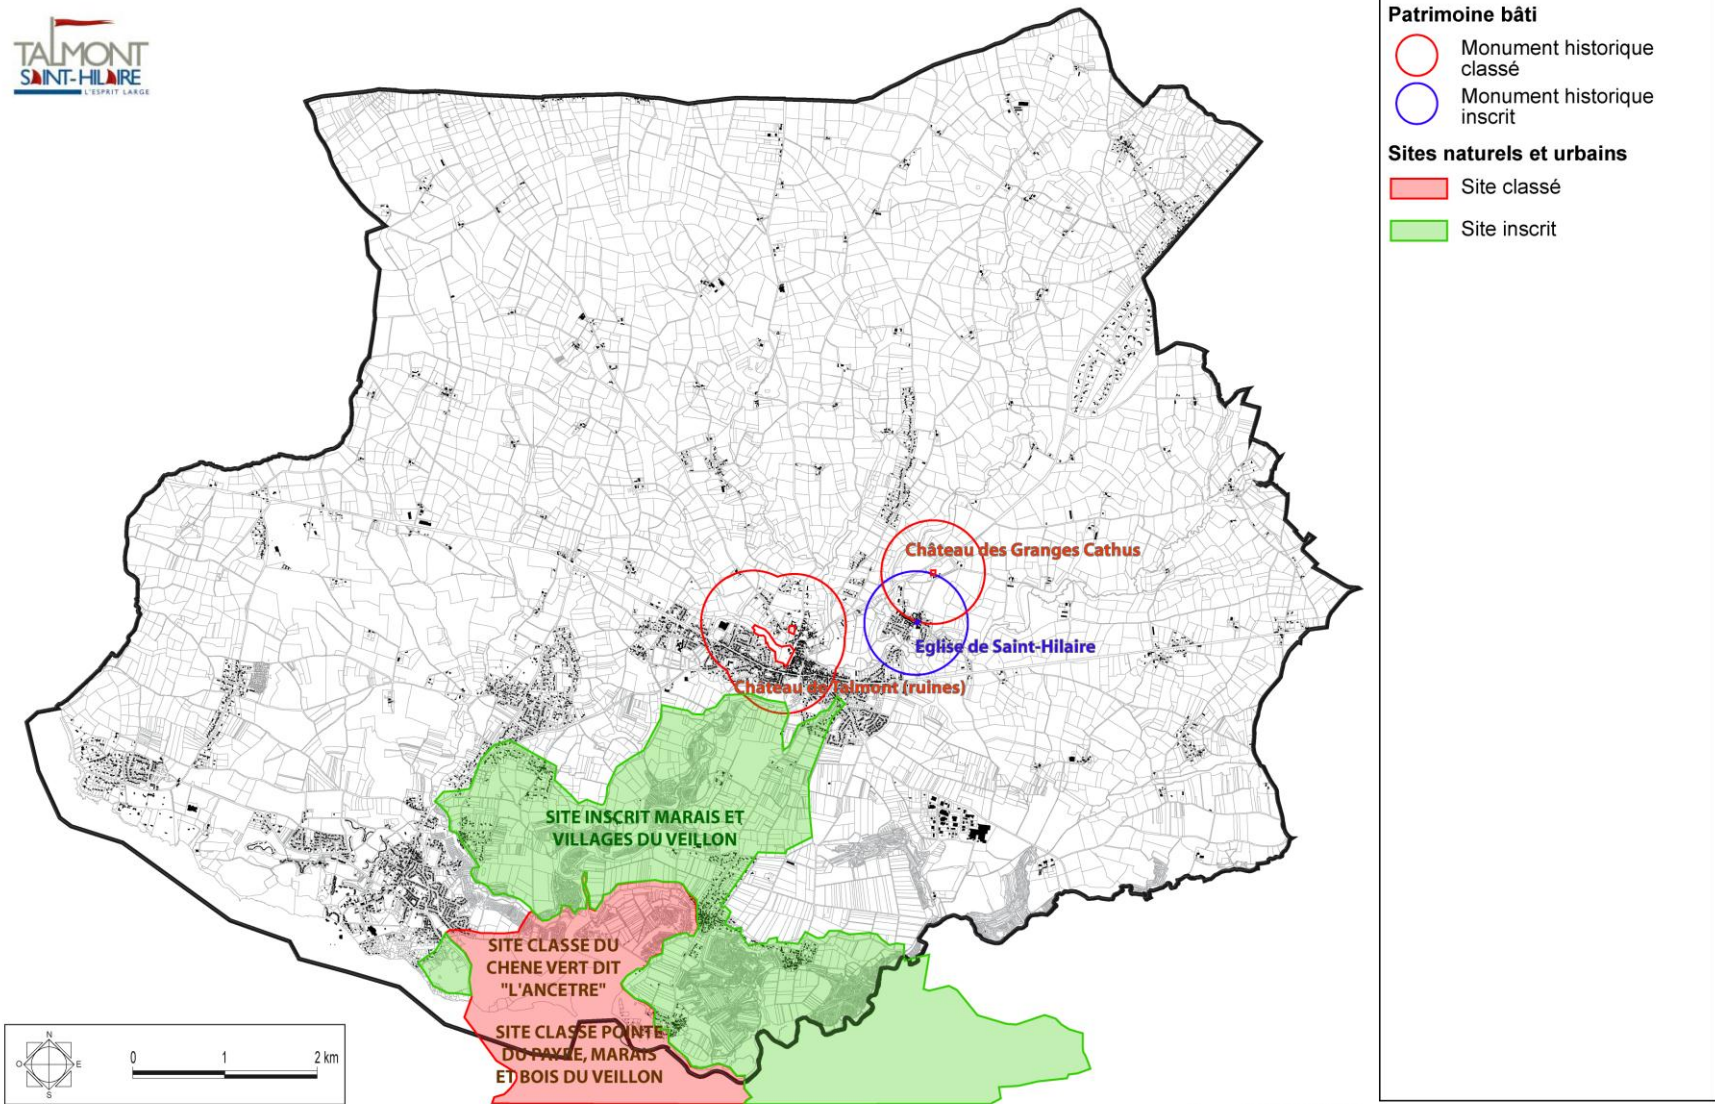 TALMONT
SAINT-HILAIRE
L'ESPRIT LARGE
Patrimoine bâti
Monument historique
classé
Monument historique
inscrit
Sites naturels et urbains
Site classé
Site inscrit
Château des Granges Cathus
Eglise de Saint-Hilaire
Château de Talmont (ruines)
SITE INSCRIT MARAIS ET
VILLAGES DU VEILLON
SITE CLASSE DU
CHENE VERT DIT
"L'ANCETRE"
SITE CLASSE POINTE
DU PAYRE, MARAIS
ET BOIS DU VEILLON
N
O
E
S
0
1
2 km